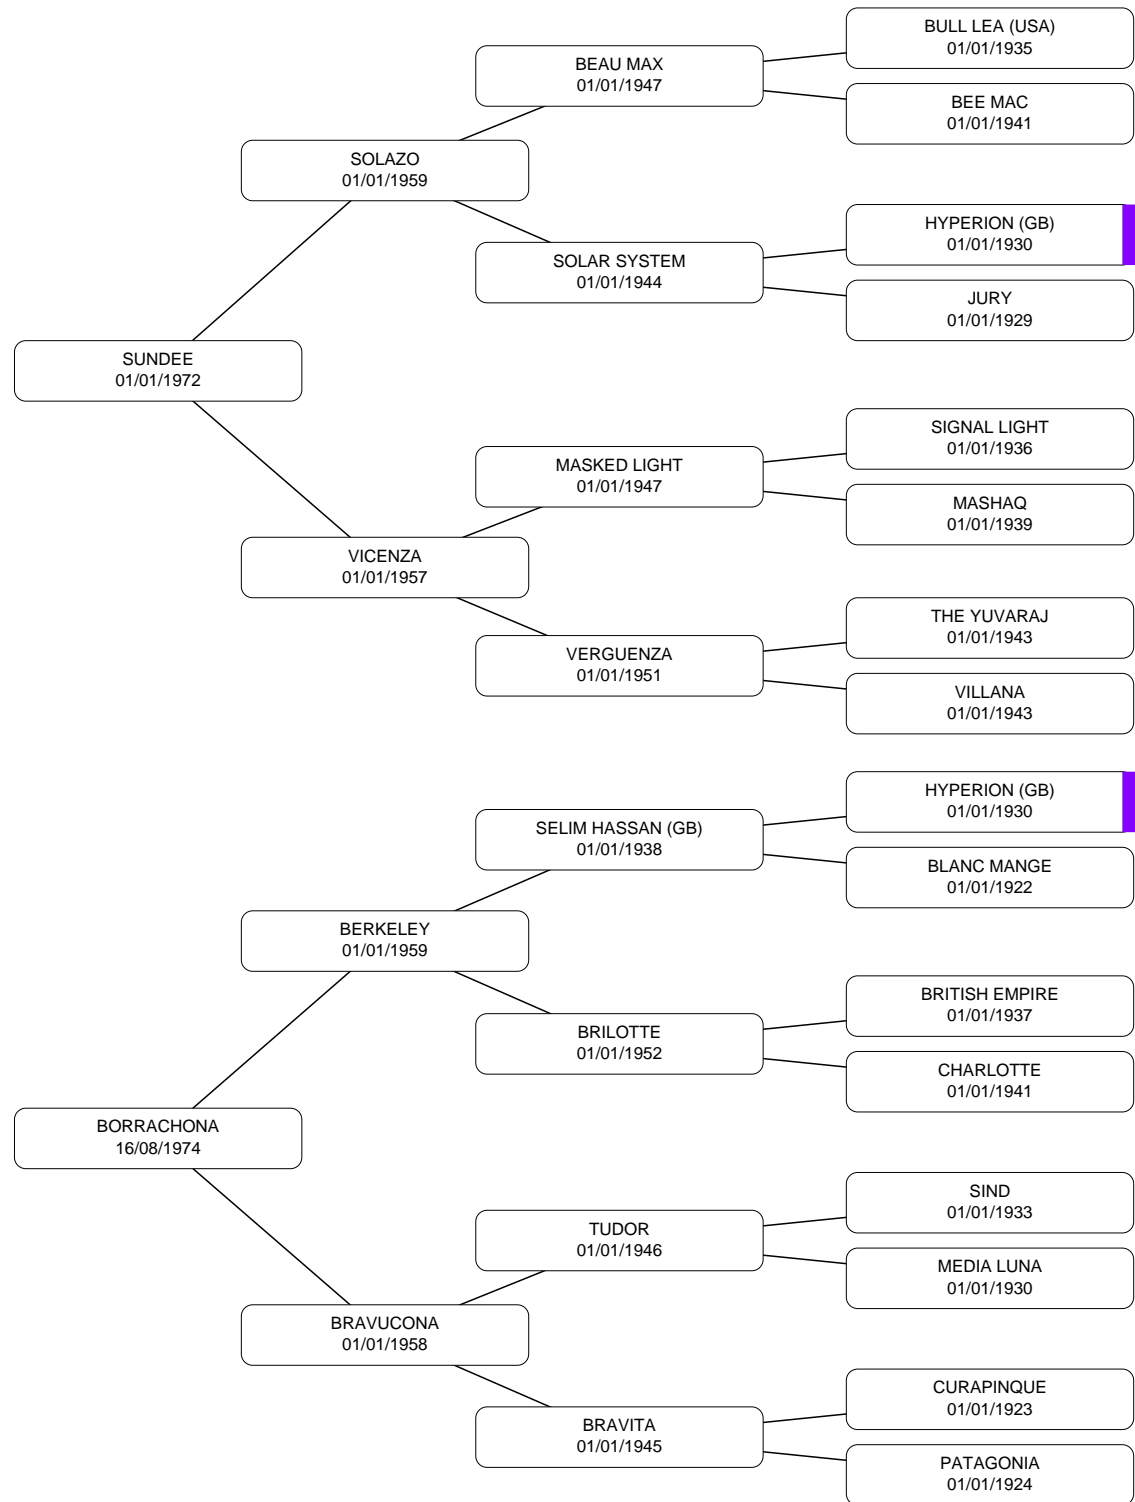 BULL LEA (USA)
01/01/1935
BEAU MAX
01/01/1947
BEE MAC
01/01/1941
SOLAZO
01/01/1959
HYPERION (GB)
01/01/1930
SOLAR SYSTEM
01/01/1944
JURY
01/01/1929
SUNDEE
01/01/1972
SIGNAL LIGHT
01/01/1936
MASKED LIGHT
01/01/1947
MASHAQ
01/01/1939
VICENZA
01/01/1957
THE YUVARAJ
01/01/1943
VERGUENZA
01/01/1951
VILLANA
01/01/1943
HYPERION (GB)
01/01/1930
SELIM HASSAN (GB)
01/01/1938
BLANC MANGE
01/01/1922
BERKELEY
01/01/1959
BRITISH EMPIRE
01/01/1937
BRILOTTE
01/01/1952
CHARLOTTE
01/01/1941
BORRACHONA
16/08/1974
SIND
01/01/1933
TUDOR
01/01/1946
MEDIA LUNA
01/01/1930
BRAVUCONA
01/01/1958
CURAPINQUE
01/01/1923
BRAVITA
01/01/1945
PATAGONIA
01/01/1924